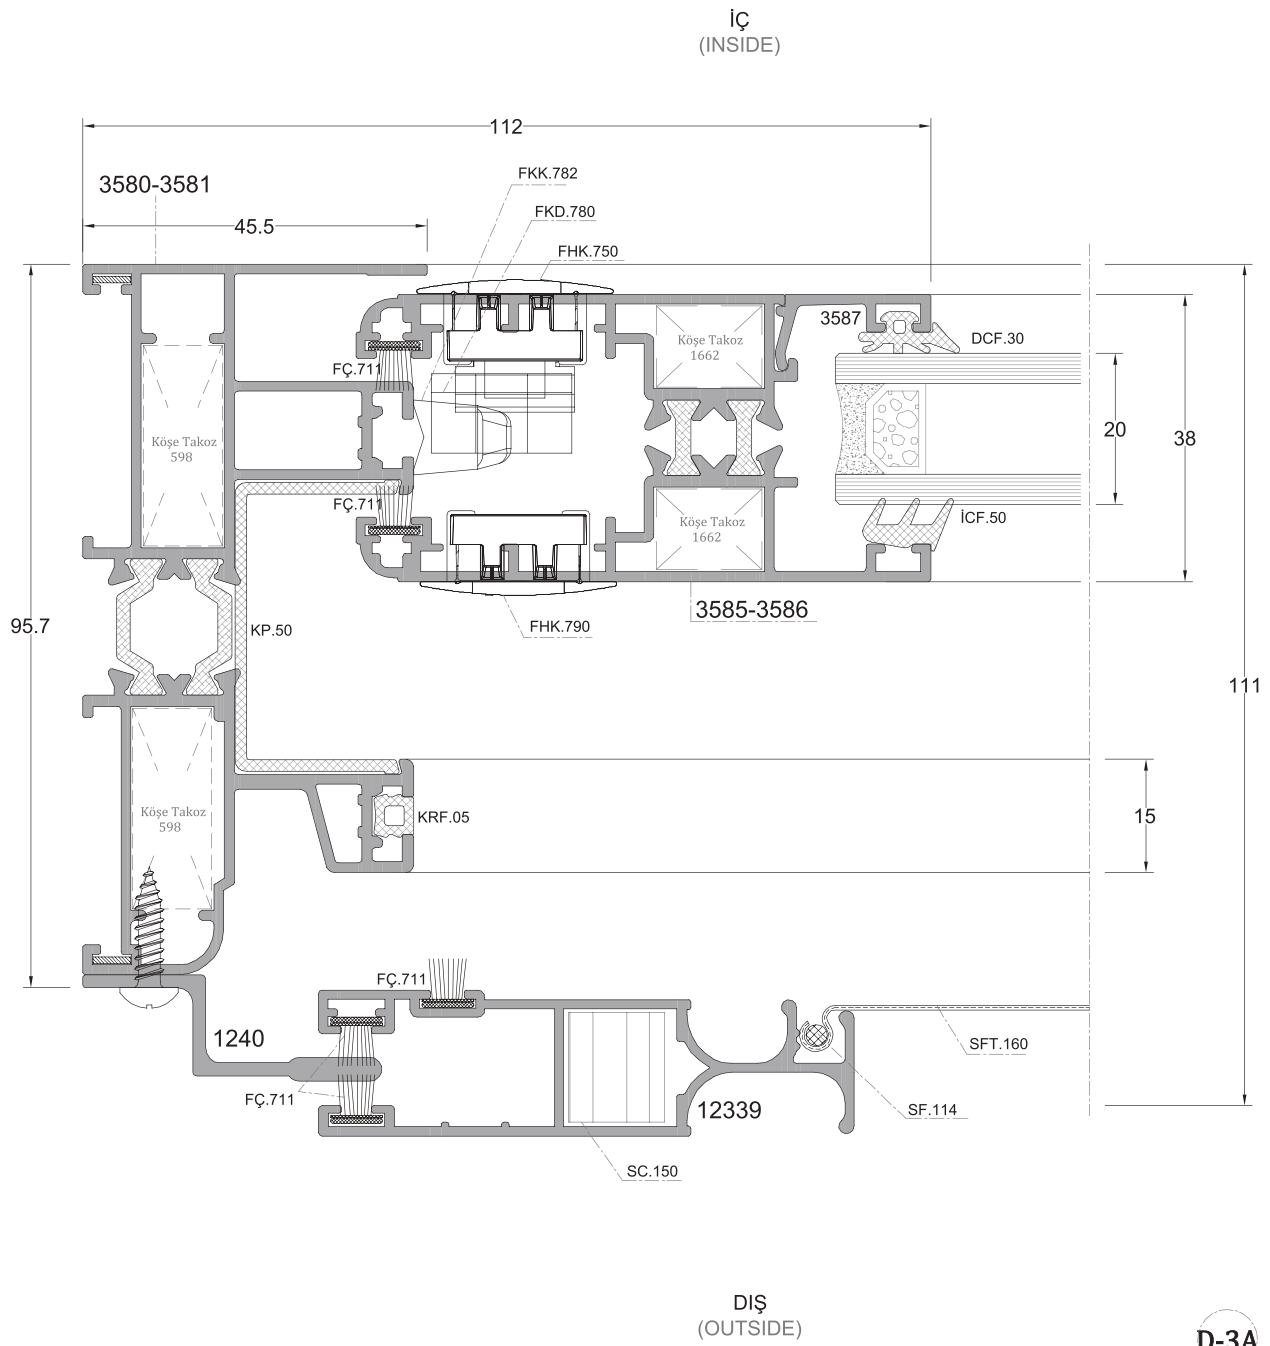 İÇ
(INSIDE)
112
FKK.782
3580-3581
FKD.780
45.5
FHK.750
3587
DCF.30
Köşe Takoz
1662
FÇ.711
20
38
Köşe Takoz
598
FÇ.711
İCF.50
Köşe Takoz
1662
3585-3586
FHK.790
95.7
KP.50
111
Köşe Takoz
598
KRF.05
15
FÇ.711
1240
SFT.160
FÇ.711
12339
SF.114
SC.150
DIŞ
(OUTSIDE)
D-3A